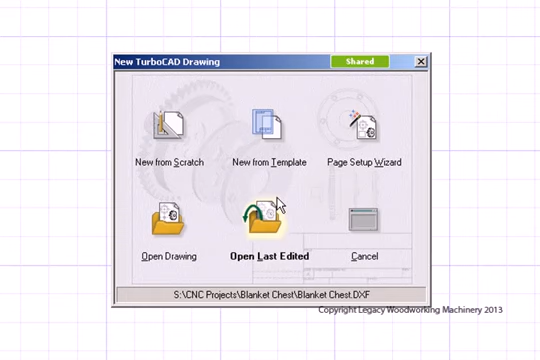 New TurboCAD Drawing
Shared
New from Scratch
New from Template
Page Setup Wizard
Open Drawing
Open Last Edited
Cancel
S:\CNC Projects\Blanket Chest\Blanket Chest.DXF
Copyright Legacy Woodworking Machinery 2013